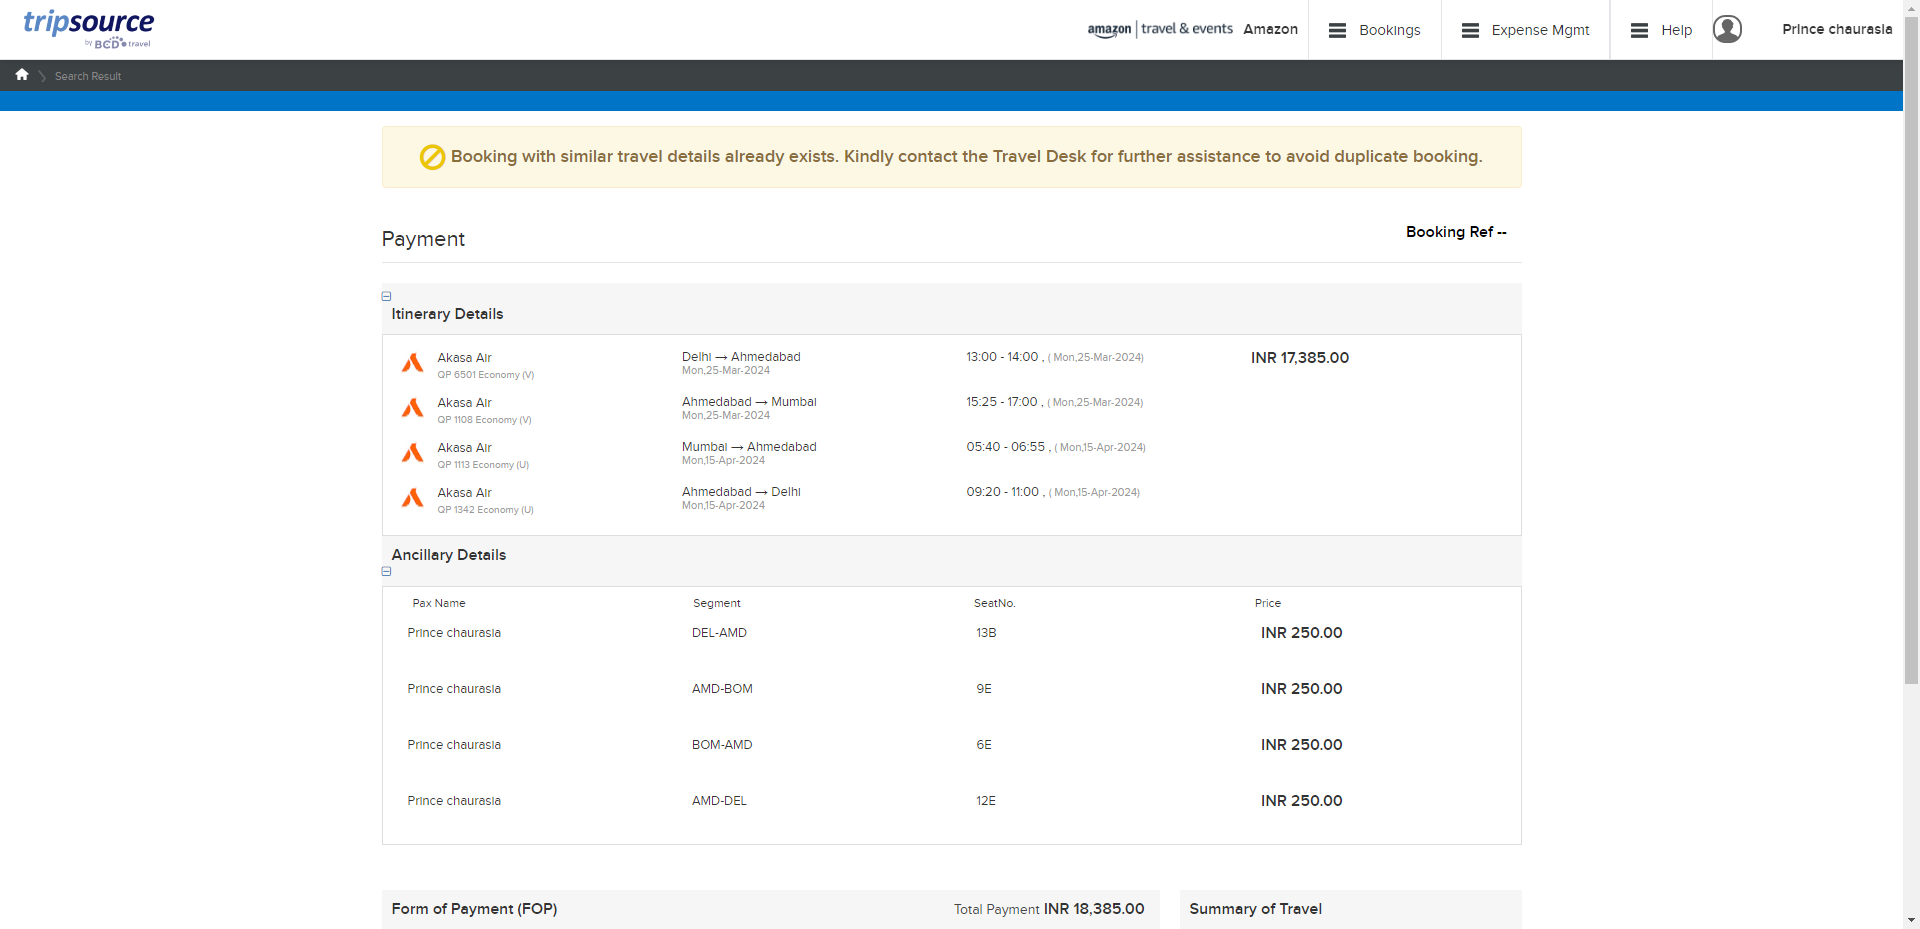 tripsource
by BCD travel
amazon | travel & events Amazon
Bookings
Expense Mgmt
Help
Prince chaurasia
Search Result
Booking with similar travel details already exists. Kindly contact the Travel Desk for further assistance to avoid duplicate booking.
Payment
Booking Ref --
Itinerary Details
Akasa Air Delhi → Ahmedabad 13:00 - 14:00 , ( Mon,25-Mar-2024) INR 17,385.00
QP 6501 Economy (V) Mon,25-Mar-2024
Akasa Air Ahmedabad → Mumbai 15:25 - 17:00 , ( Mon,25-Mar-2024)
QP 1108 Economy (V) Mon,25-Mar-2024
Akasa Air Mumbai → Ahmedabad 05:40 - 06:55 , ( Mon,15-Apr-2024)
QP 1113 Economy (U) Mon,15-Apr-2024
Akasa Air Ahmedabad → Delhi 09:20 - 11:00 , ( Mon,15-Apr-2024)
QP 1342 Economy (U) Mon,15-Apr-2024
Ancillary Details
Pax Name Segment SeatNo. Price
Prince chaurasia DEL-AMD 13B INR 250.00
Prince chaurasia AMD-BOM 9E INR 250.00
Prince chaurasia BOM-AMD 6E INR 250.00
Prince chaurasia AMD-DEL 12E INR 250.00
Form of Payment (FOP) Total Payment INR 18,385.00
Summary of Travel